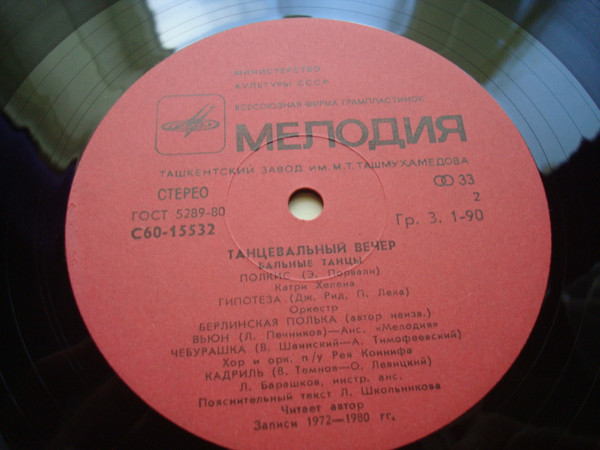 МИНИСТЕРСТВО
КУЛЬТУРЫ СССР
ВСЕСОЮЗНАЯ ФИРМА ГРАМПЛАСТИНОК
МЕЛОДИЯ
ТАШКЕНТСКИЙ ЗАВОД ИМ. М.Т. ТАШМУХАМЕДОВА
СТЕРЕО
33
ГОСТ 5289-80
2
С60-15532
Гр. 3. 1-90
ТАНЦЕВАЛЬНЫЙ ВЕЧЕР
БАЛЬНЫЕ ТАНЦЫ
ПОЛКИС (Э. Порвали)
Катри Хелена
ГИПОТЕЗА (Дж. Рид, П. Лека)
Оркестр
БЕРЛИНСКАЯ ПОЛЬКА (автор неизв.)
ВЬЮН (Л. Печников)—Анс. «Мелодия»
ЧЕБУРАШКА (В. Шаинский—А. Тимофеевский)
Хор и орк. п/у Рея Коннифа
КАДРИЛЬ (В. Темнов—О. Левицкий)
Л. Барашков, инстр. анс.
Пояснительный текст Л. Школьникова
Читает автор
Записи 1972—1980 гг.